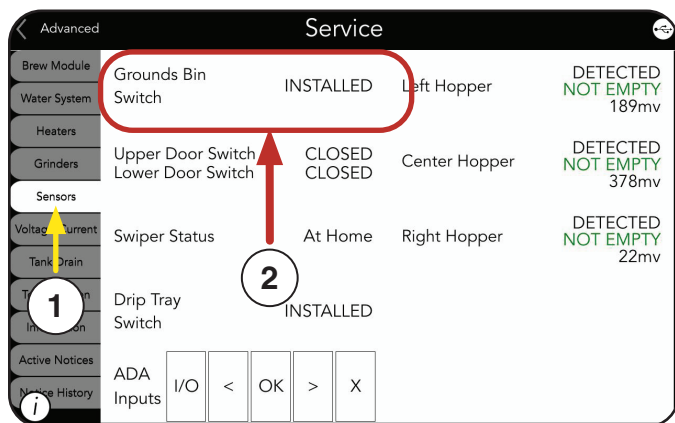 Advanced
Service
Brew Module
Water System
Heaters
Grinders
Sensors
Tank
Active Notices
History
i
1
2
Grounds Bin
Switch
INSTALLED
Left Hopper
DETECTED
NOT EMPTY
189mv
Upper Door Switch
CLOSED
Lower Door Switch
CLOSED
Center Hopper
DETECTED
NOT EMPTY
378mv
Swiper Status
At Home
Right Hopper
DETECTED
NOT EMPTY
22mv
Drip Tray
Switch
INSTALLED
ADA
Inputs
I/O
<
OK
>
X